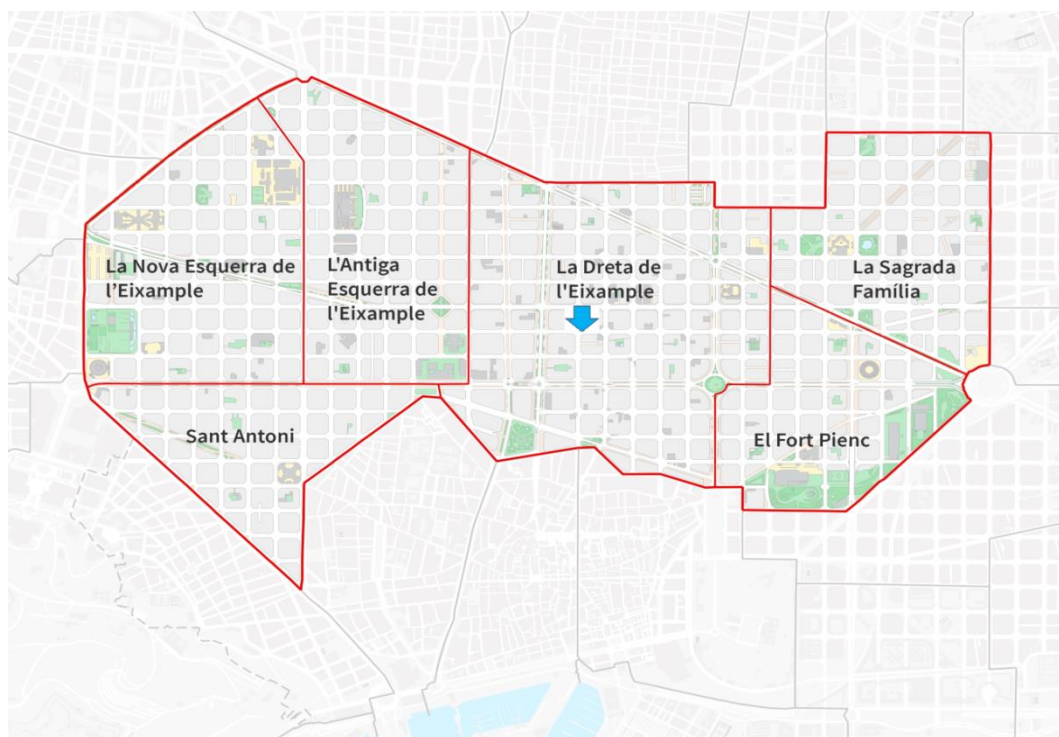 La Nova Esquerra de
l’Eixample
L'Antiga
Esquerra de
l'Eixample
La Dreta de
l'Eixample
La Sagrada
Família
Sant Antoni
El Fort Pienc